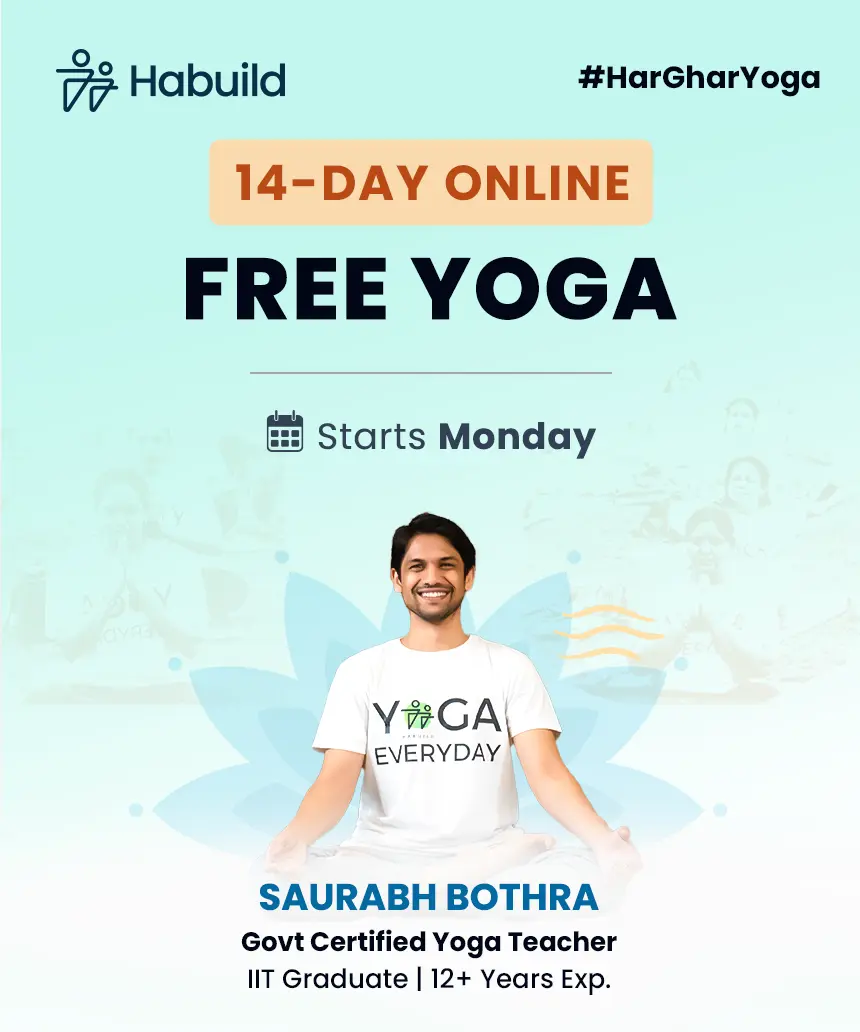 Habuild
#HarGharYoga
14-DAY ONLINE
FREE YOGA
Starts Monday
YOGA
EVERYDAY
SAURABH BOTHRA
Govt Certified Yoga Teacher
IIT Graduate | 12+ Years Exp.